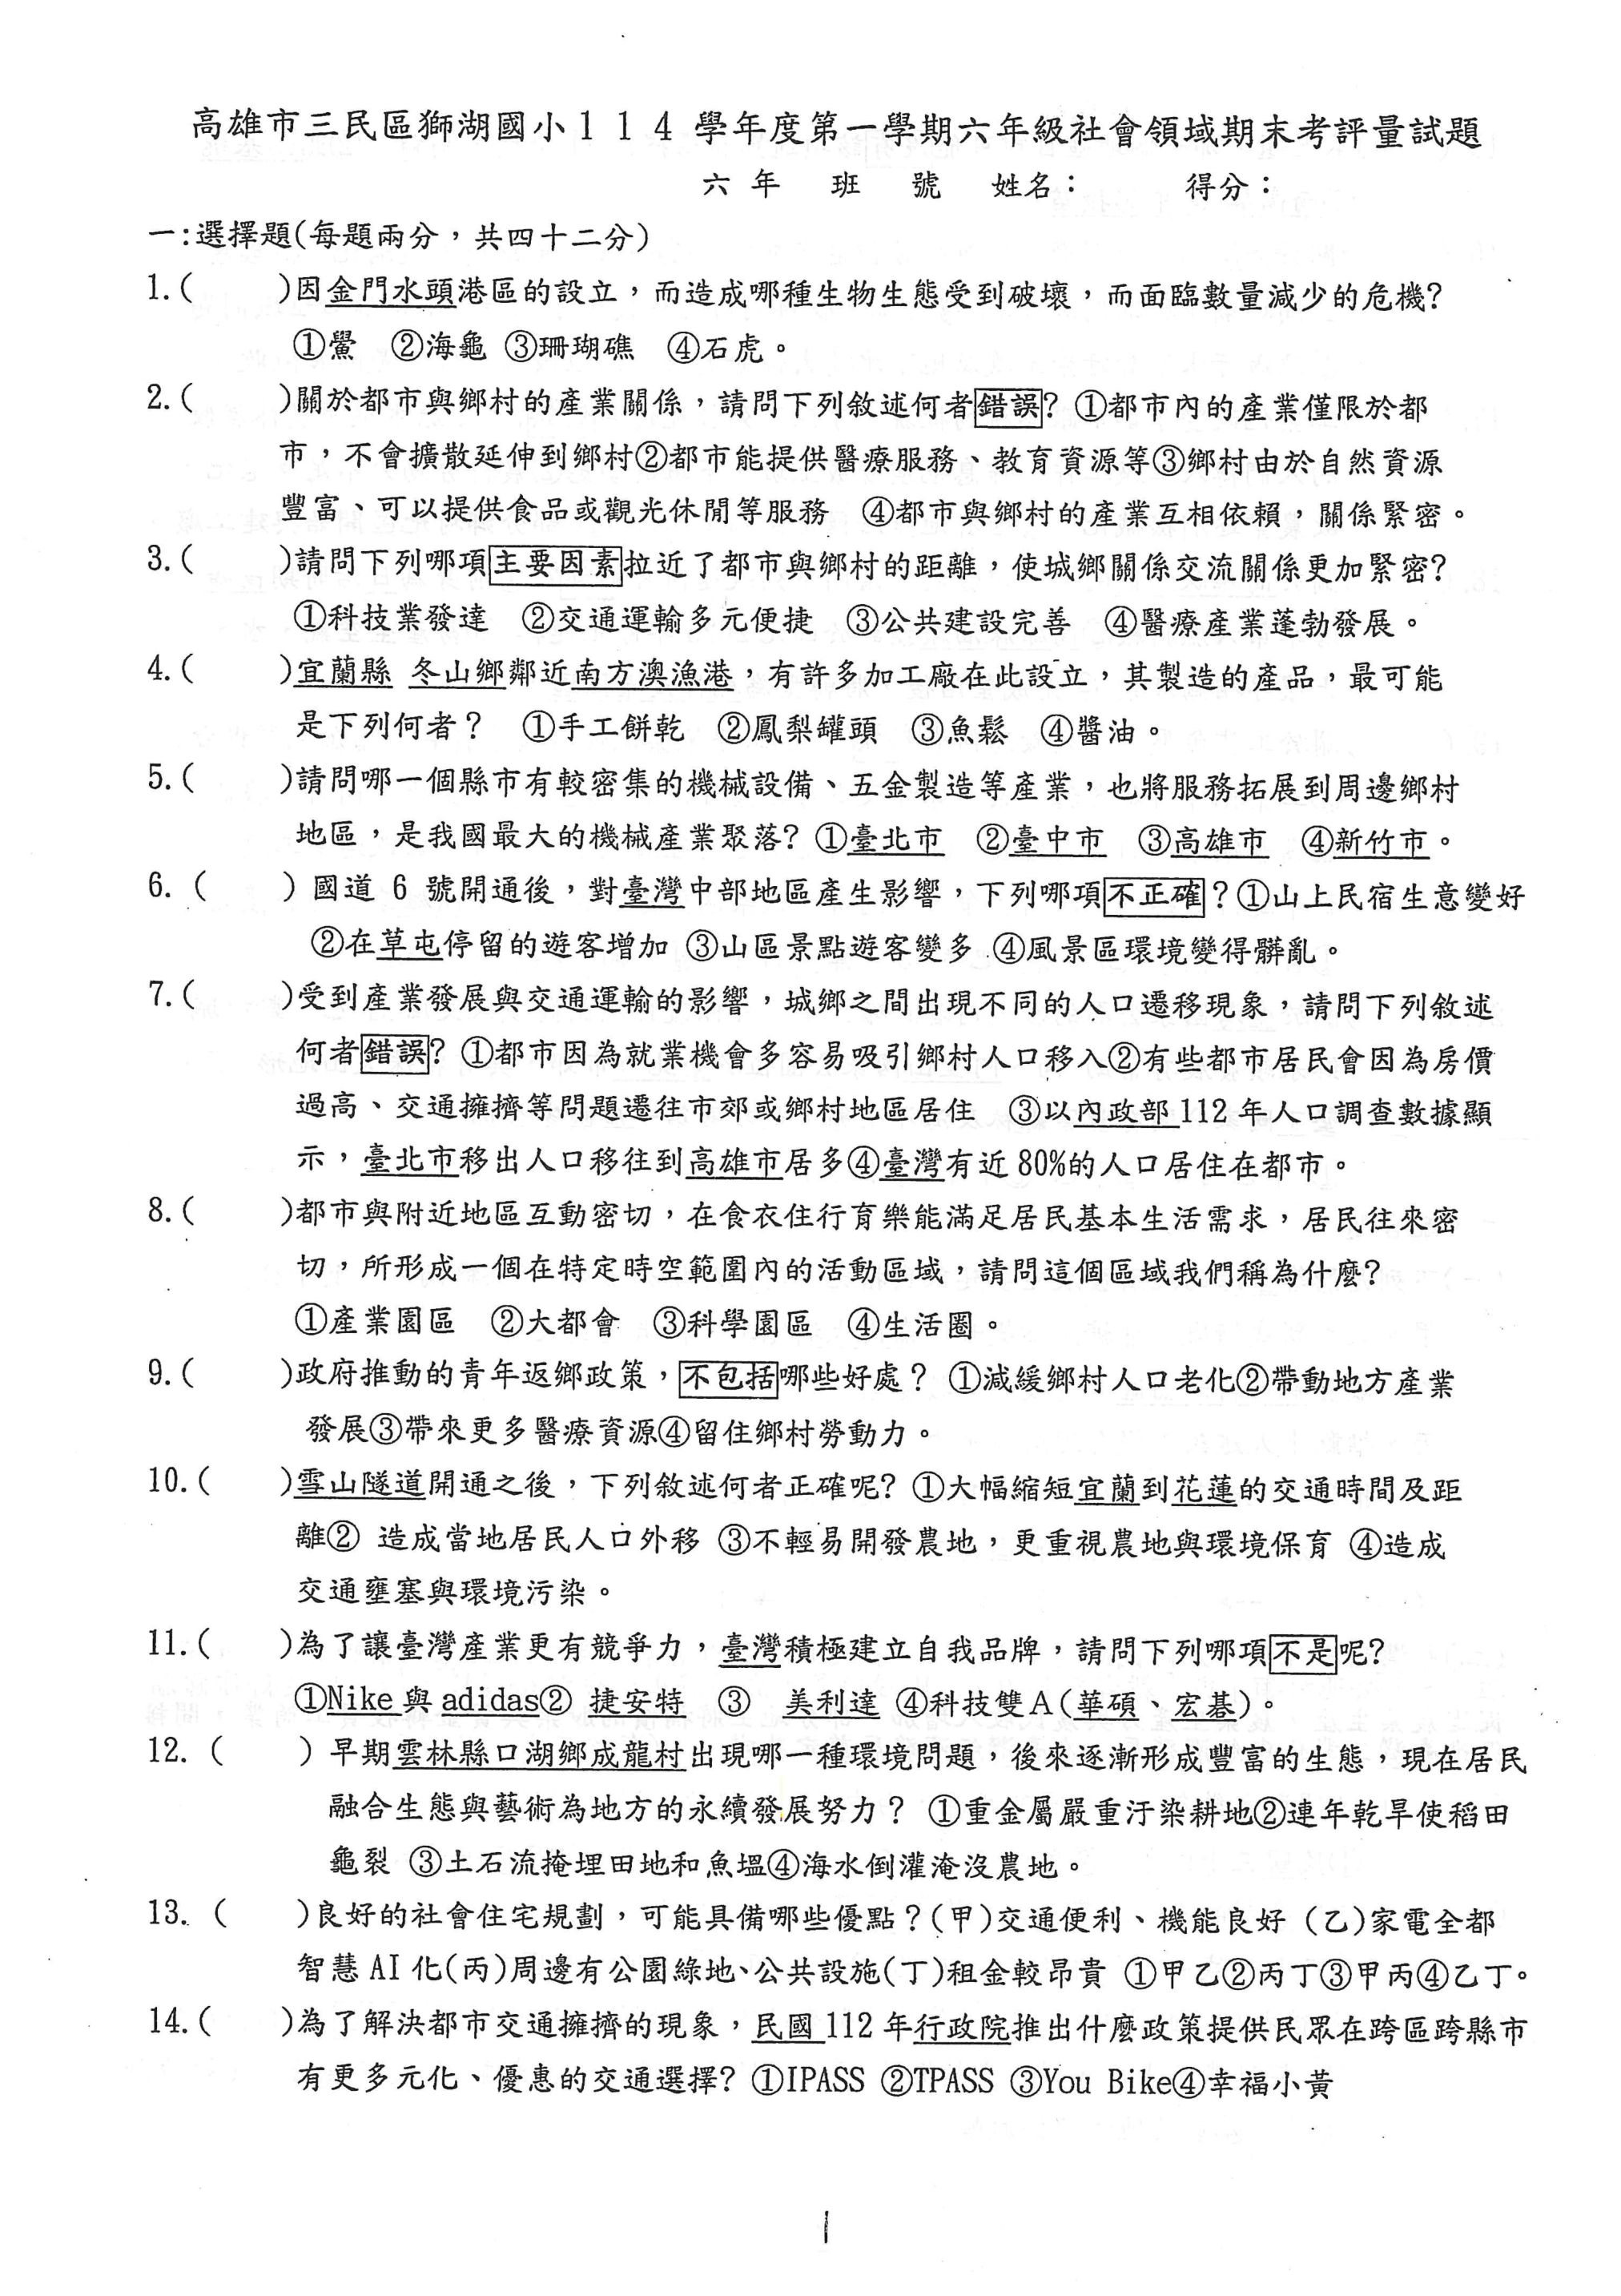 高雄市三民區獅湖國小114 學年度第一學期六年級社會領域期末考評量試題
六 年 班 號 姓名： 得分：
一:選擇題(每題兩分，共四十二分)
1.( )因金門水頭港區的設立，而造成哪種生物生態受到破壞，而面臨數量減少的危機?
①鱟 ②海龜 ③珊瑚礁 ④石虎。
2.( )關於都市與鄉村的產業關係，請問下列敘述何者錯誤? ①都市內的產業僅限於都
市，不會擴散延伸到鄉村②都市能提供醫療服務、教育資源等③鄉村由於自然資源
豐富、可以提供食品或觀光休閒等服務 ④都市與鄉村的產業互相依賴，關係緊密。
3.( )請問下列哪項主要因素拉近了都市與鄉村的距離，使城鄉關係交流關係更加緊密?
①科技業發達 ②交通運輸多元便捷 ③公共建設完善 ④醫療產業蓬勃發展。
4.( )宜蘭縣 冬山鄉鄰近南方澳漁港，有許多加工廠在此設立，其製造的產品，最可能
是下列何者？ ①手工餅乾 ②鳳梨罐頭 ③魚鬆 ④醬油。
5.( )請問哪一個縣市有較密集的機械設備、五金製造等產業，也將服務拓展到周邊鄉村
地區，是我國最大的機械產業聚落? ①臺北市 ②臺中市 ③高雄市 ④新竹市。
6. ( ) 國道 6 號開通後，對臺灣中部地區產生影響，下列哪項不正確？①山上民宿生意變好
②在草屯停留的遊客增加 ③山區景點遊客變多 ④風景區環境變得髒亂。
7.( )受到產業發展與交通運輸的影響，城鄉之間出現不同的人口遷移現象，請問下列敘述
何者錯誤? ①都市因為就業機會多容易吸引鄉村人口移入②有些都市居民會因為房價
過高、交通擁擠等問題遷往市郊或鄉村地區居住 ③以內政部 112 年人口調查數據顯
示，臺北市移出人口移往到高雄市居多④臺灣有近 80%的人口居住在都市。
8.( )都市與附近地區互動密切，在食衣住行育樂能滿足居民基本生活需求，居民往來密
切，所形成一個在特定時空範圍內的活動區域，請問這個區域我們稱為什麼?
①產業園區 ②大都會 ③科學園區 ④生活圈。
9.( )政府推動的青年返鄉政策，不包括哪些好處？ ①減緩鄉村人口老化②帶動地方產業
發展③帶來更多醫療資源④留住鄉村勞動力。
10.( )雪山隧道開通之後，下列敘述何者正確呢? ①大幅縮短宜蘭到花蓮的交通時間及距
離② 造成當地居民人口外移 ③不輕易開發農地，更重視農地與環境保育 ④造成
交通壅塞與環境污染。
11.( )為了讓臺灣產業更有競爭力，臺灣積極建立自我品牌，請問下列哪項不是呢?
①Nike 與 adidas② 捷安特 ③ 美利達 ④科技雙A(華碩、宏碁)。
12. ( ) 早期雲林縣口湖鄉成龍村出現哪一種環境問題，後來逐漸形成豐富的生態，現在居民
融合生態與藝術為地方的永續發展努力？ ①重金屬嚴重汙染耕地②連年乾旱使稻田
龜裂 ③土石流掩埋田地和魚塭④海水倒灌淹沒農地。
13. ( )良好的社會住宅規劃，可能具備哪些優點？(甲)交通便利、機能良好 (乙)家電全都
智慧 AI 化(丙)周邊有公園綠地、公共設施(丁)租金較昂貴 ①甲乙②丙丁③甲丙④乙丁。
14.( )為了解決都市交通擁擠的現象，民國 112 年行政院推出什麼政策提供民眾在跨區跨縣市
有更多元化、優惠的交通選擇? ①IPASS ②TPASS ③You Bike④幸福小黃
1